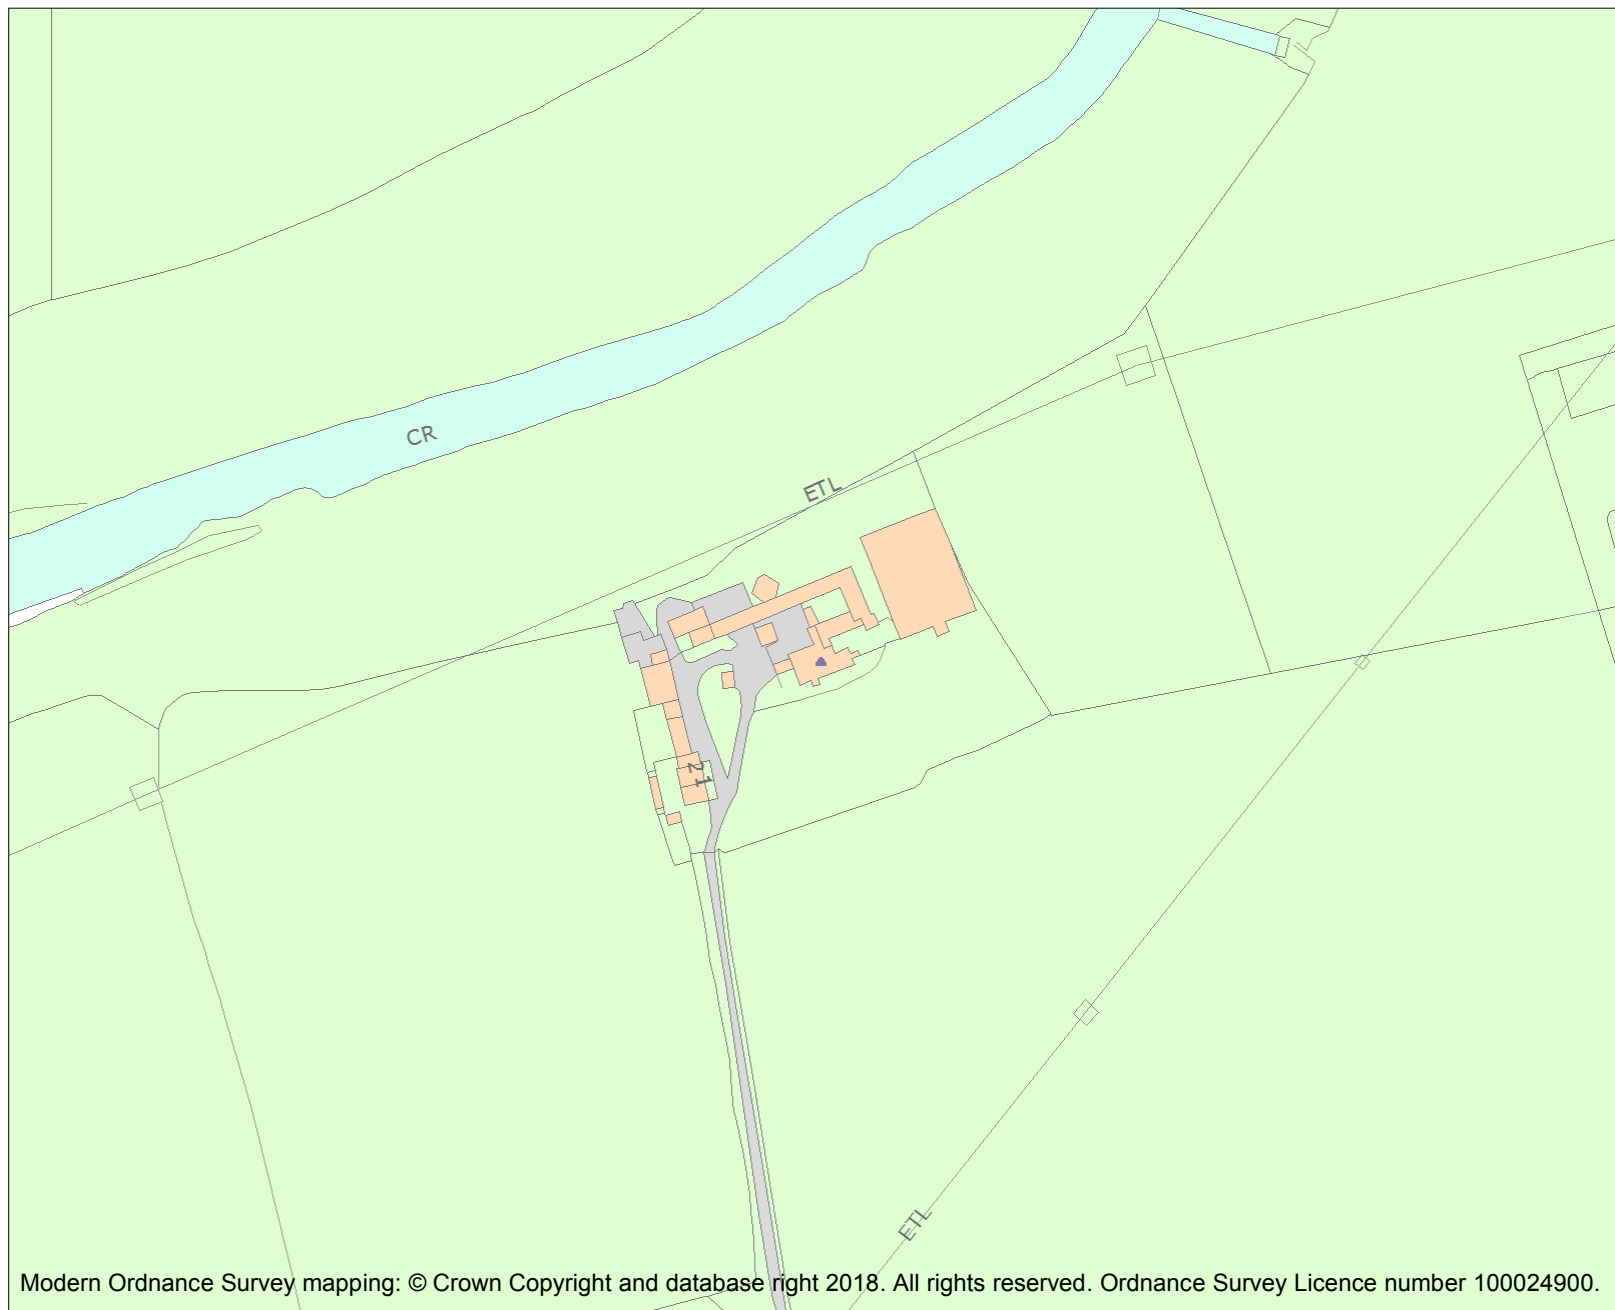 CR
ETL
21
ETL
Modern Ordnance Survey mapping: © Crown Copyright and database right 2018. All rights reserved. Ordnance Survey Licence number 100024900.